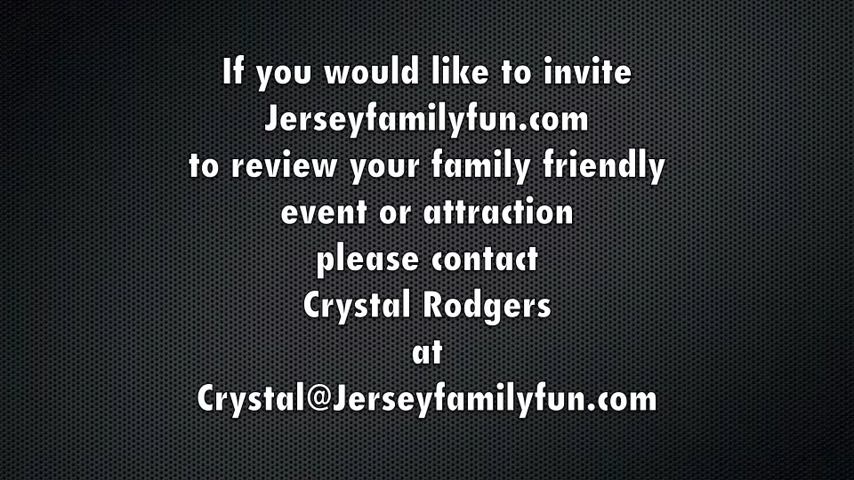 If you would like to invite
Jerseyfamilyfun.com
to review your family friendly
event or attraction
please contact
Crystal Rodgers
at
Crystal@Jerseyfamilyfun.com